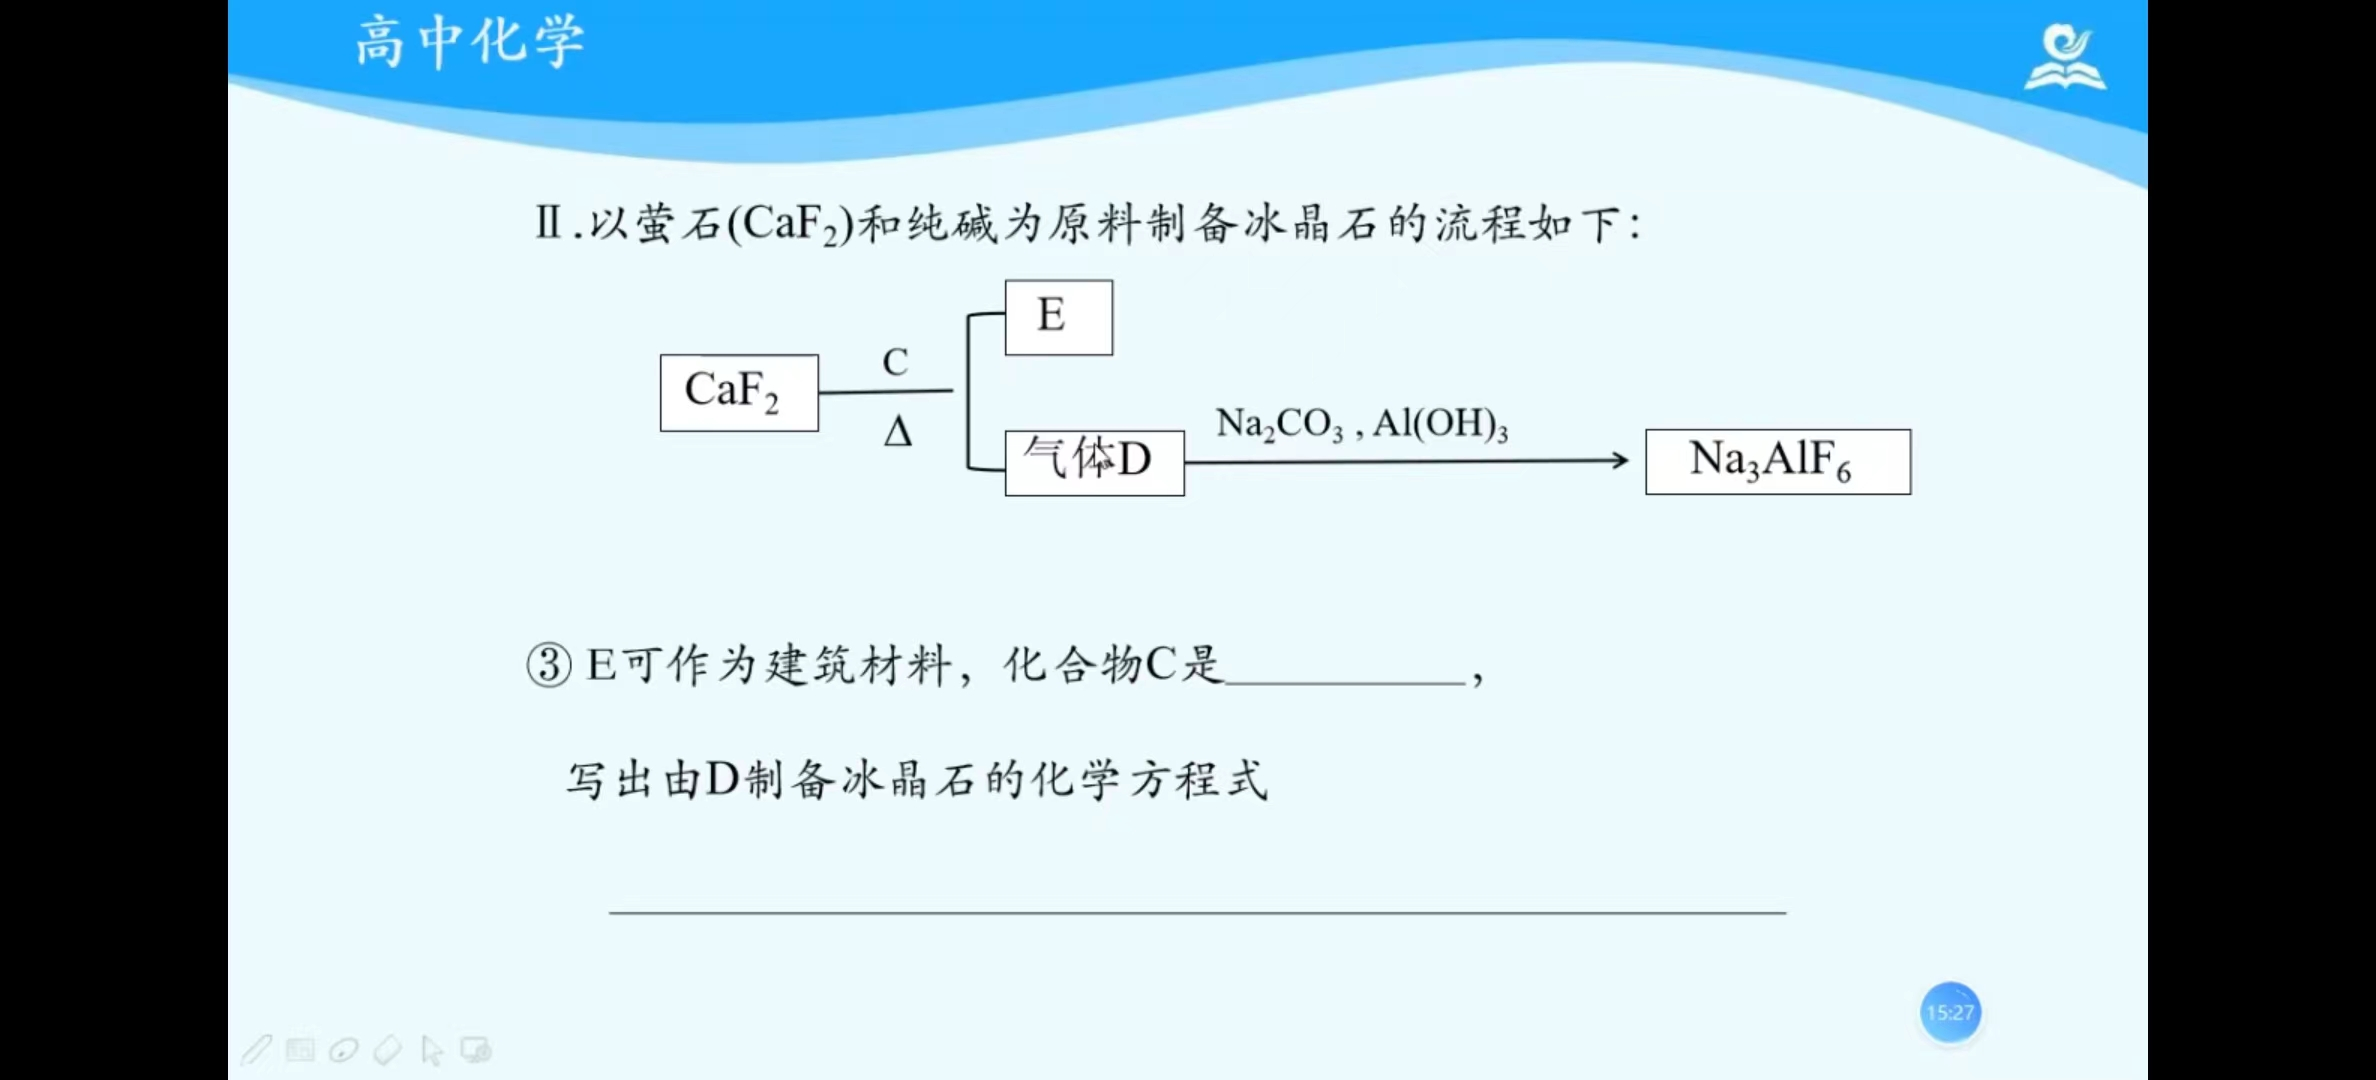 高中化学
Ⅱ.以萤石(CaF₂)和纯碱为原料制备冰晶石的流程如下：
E
C
CaF₂
Δ
Na₂CO₃ , Al(OH)₃
气体D
Na₃AlF₆
③ E可作为建筑材料，化合物C是__________，
写出由D制备冰晶石的化学方程式
15:27